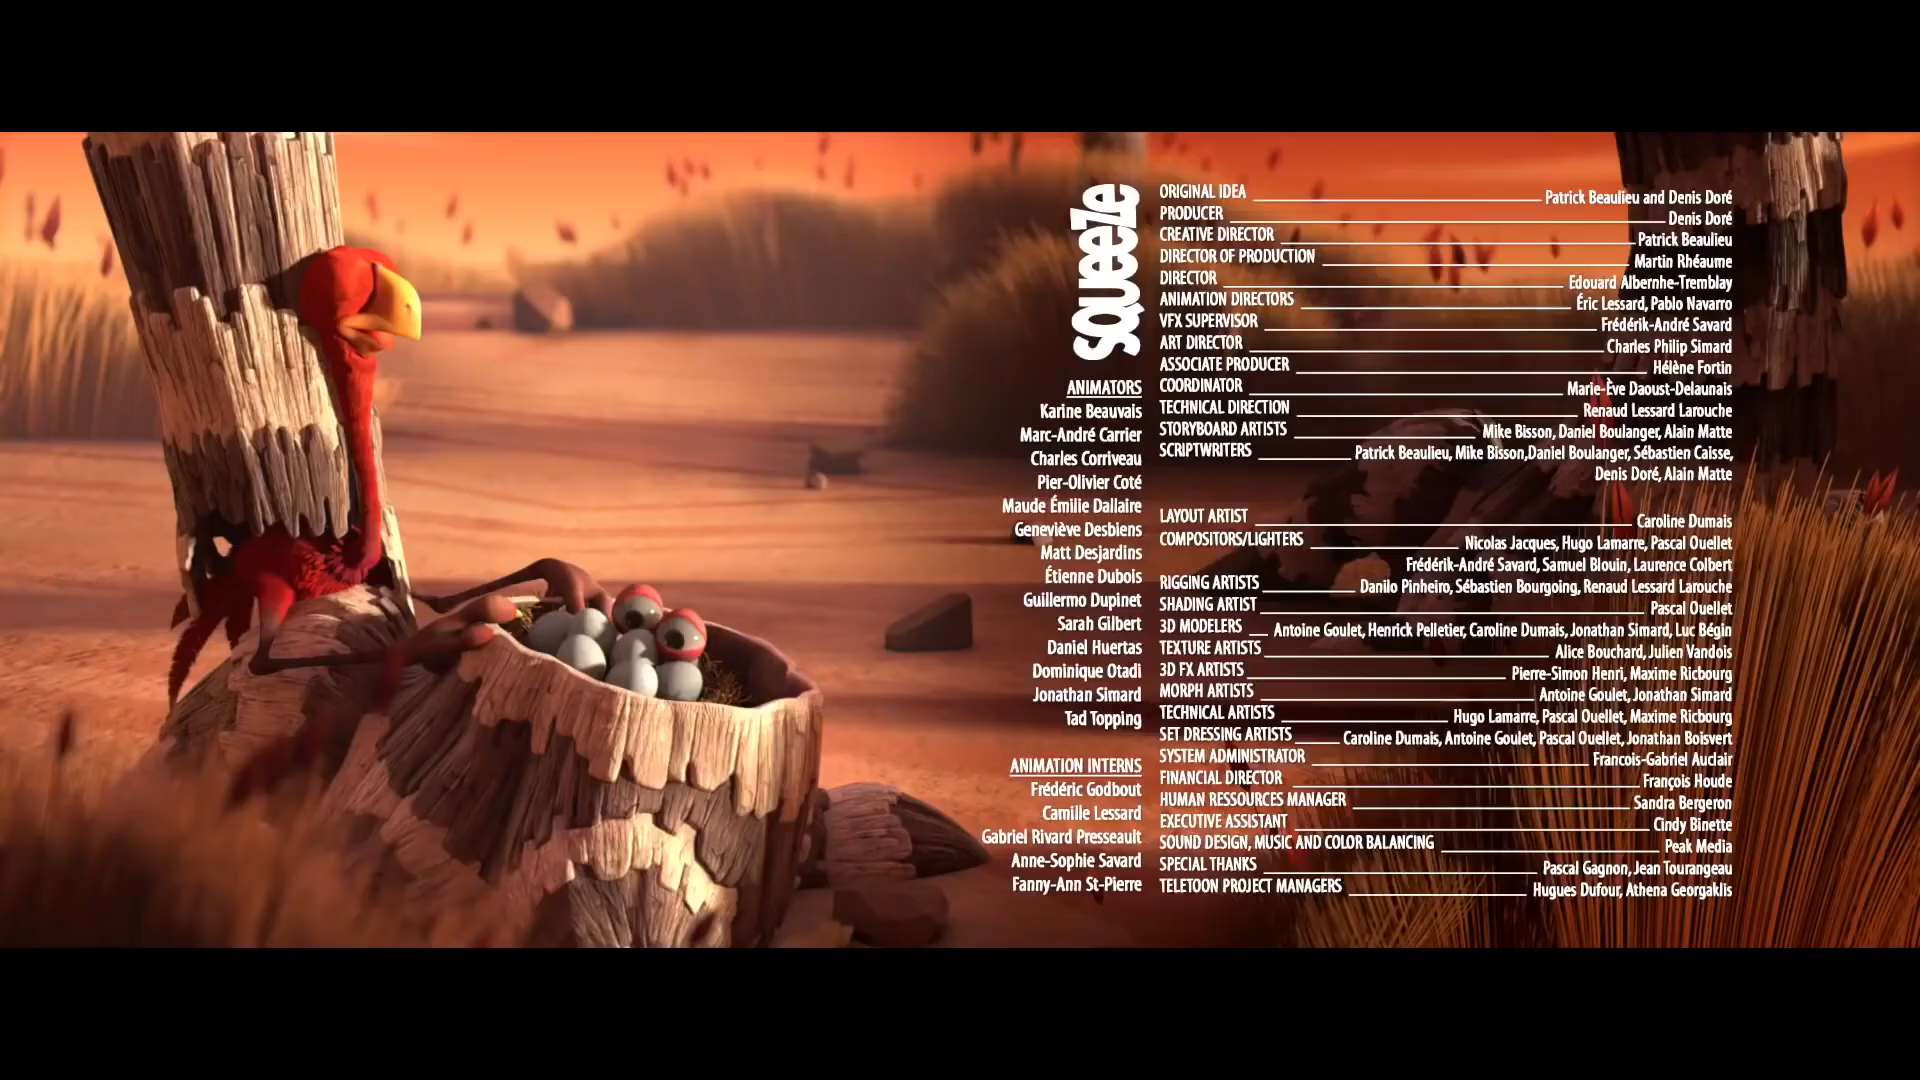 squeeze
ANIMATORS
Karine Beauvais
Marc-André Carrier
Charles Corriveau
Pier-Olivier Coté
Maude Émilie Dallaire
Geneviève Desbiens
Matt Desjardins
Étienne Dubois
Guillermo Dupinet
Sarah Gilbert
Daniel Huertas
Dominique Otadi
Jonathan Simard
Tad Topping
ANIMATION INTERNS
Frédéric Godbout
Camille Lessard
Gabriel Rivard Presseault
Anne-Sophie Savard
Fanny-Ann St-Pierre
ORIGINAL IDEA Patrick Beaulieu and Denis Doré
PRODUCER Denis Doré
CREATIVE DIRECTOR Patrick Beaulieu
DIRECTOR OF PRODUCTION Martin Rhéaume
DIRECTOR Edouard Albernhe-Tremblay
ANIMATION DIRECTORS Éric Lessard, Pablo Navarro
VFX SUPERVISOR Frédérik-André Savard
ART DIRECTOR Charles Philip Simard
ASSOCIATE PRODUCER Hélène Fortin
COORDINATOR Marie-Ève Daoust-Delaunais
TECHNICAL DIRECTION Renaud Lessard Larouche
STORYBOARD ARTISTS Mike Bisson, Daniel Boulanger, Alain Matte
SCRIPTWRITERS Patrick Beaulieu, Mike Bisson,Daniel Boulanger, Sébastien Caisse,
Denis Doré, Alain Matte
LAYOUT ARTIST Caroline Dumais
COMPOSITORS/LIGHTERS Nicolas Jacques, Hugo Lamarre, Pascal Ouellet
Frédérik-André Savard, Samuel Blouin, Laurence Colbert
RIGGING ARTISTS Danilo Pinheiro, Sébastien Bourgoing, Renaud Lessard Larouche
SHADING ARTIST Pascal Ouellet
3D MODELERS Antoine Goulet, Henrick Pelletier, Caroline Dumais, Jonathan Simard, Luc Bégin
TEXTURE ARTISTS Alice Bouchard, Julien Vandois
3D FX ARTISTS Pierre-Simon Henri, Maxime Ricbourg
MORPH ARTISTS Antoine Goulet, Jonathan Simard
TECHNICAL ARTISTS Hugo Lamarre, Pascal Ouellet, Maxime Ricbourg
SET DRESSING ARTISTS Caroline Dumais, Antoine Goulet, Pascal Ouellet, Jonathan Boisvert
SYSTEM ADMINISTRATOR Francois-Gabriel Auclair
FINANCIAL DIRECTOR François Houde
HUMAN RESSOURCES MANAGER Sandra Bergeron
EXECUTIVE ASSISTANT Cindy Binette
SOUND DESIGN, MUSIC AND COLOR BALANCING Peak Media
SPECIAL THANKS Pascal Gagnon, Jean Tourangeau
TELETOON PROJECT MANAGERS Hugues Dufour, Athena Georgaklis